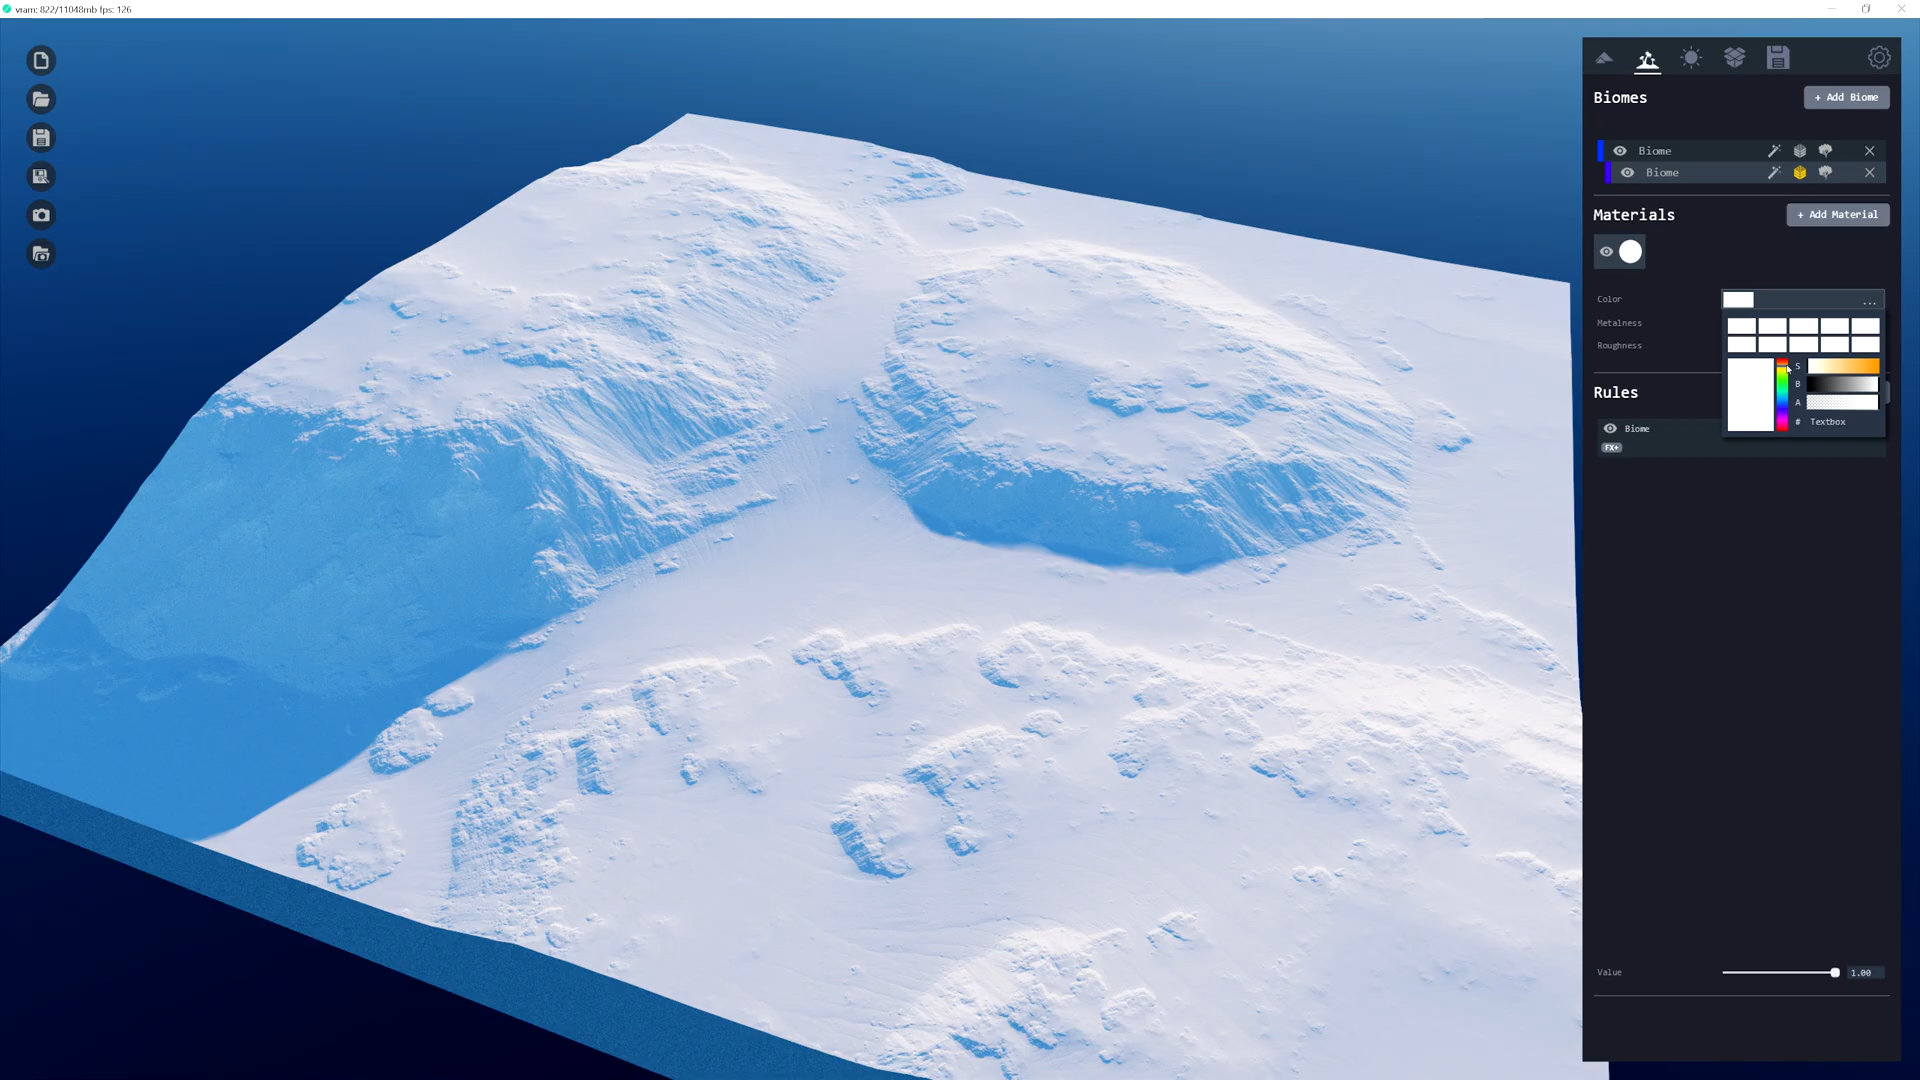 vram: 822/11048mb fps: 126
Biomes
+ Add Biome
Biome
Biome
Materials
+ Add Material
Color
...
Metalness
Roughness
S
B
A
# Textbox
Rules
Biome
FX+
Value
1.00